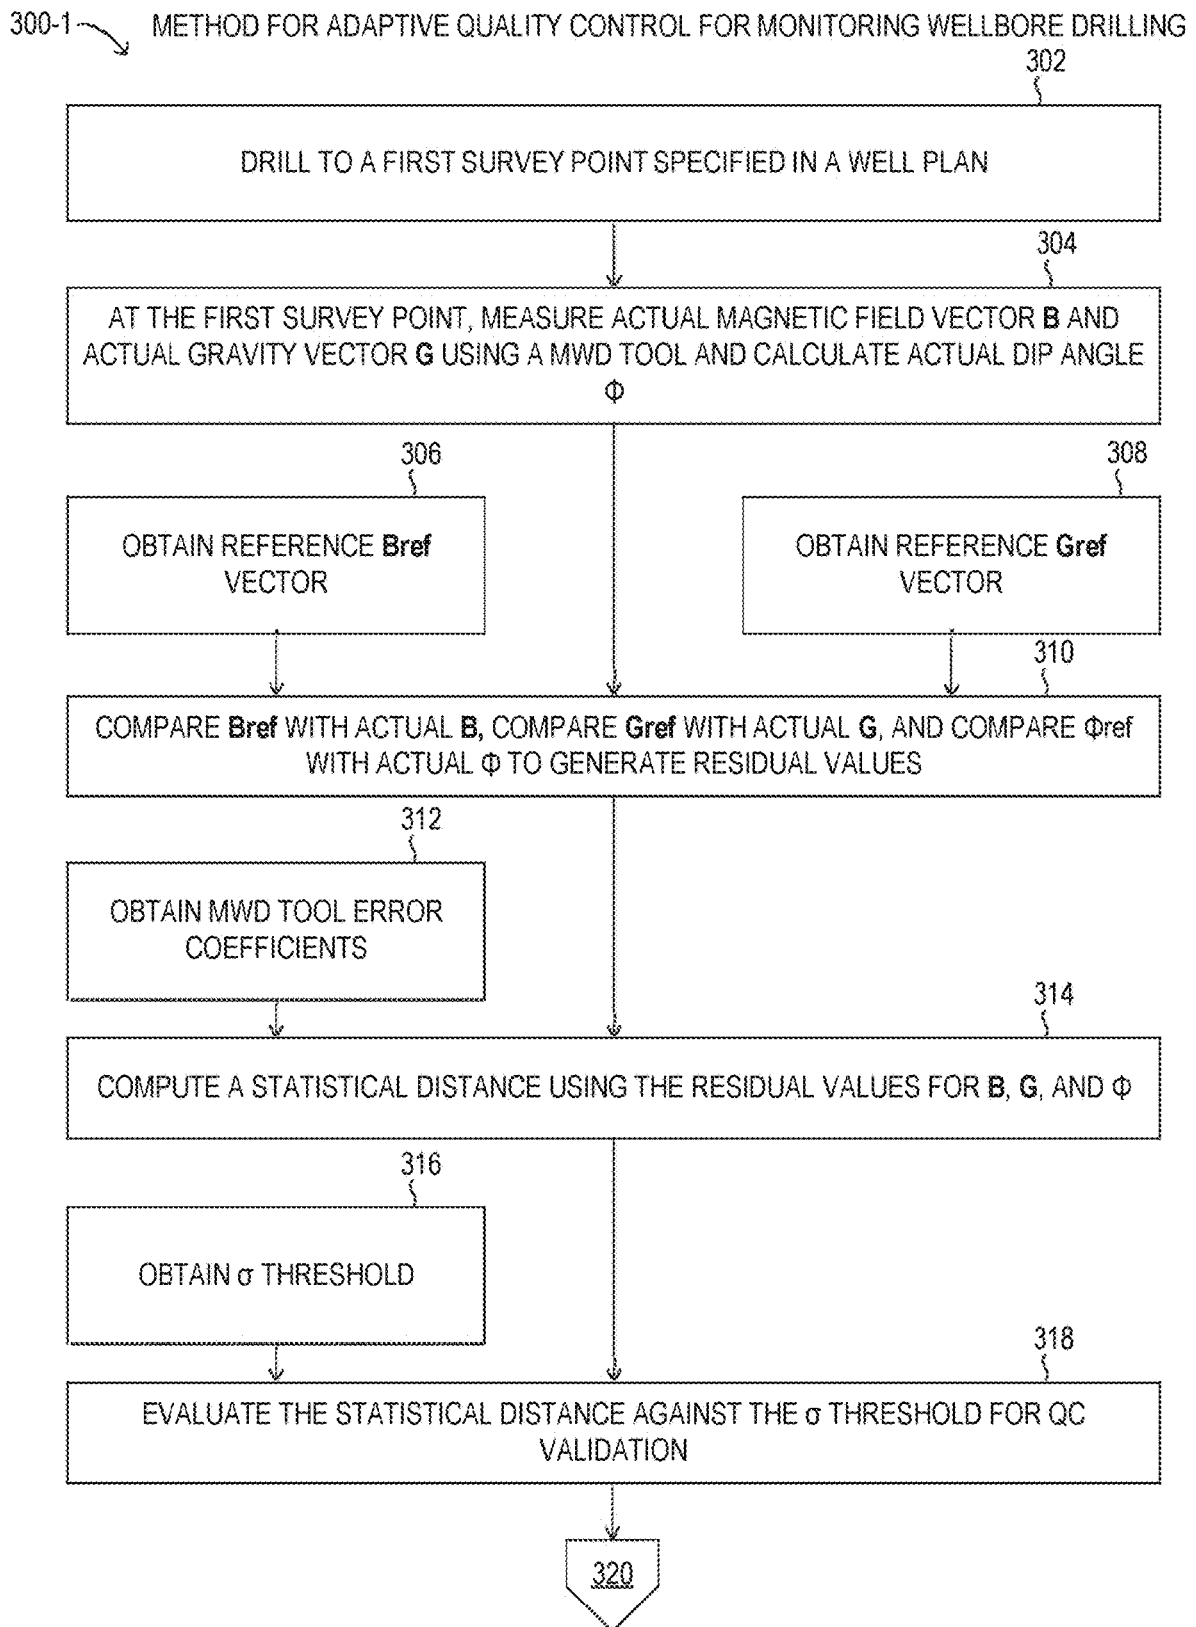 300-1
METHOD FOR ADAPTIVE QUALITY CONTROL FOR MONITORING WELLBORE DRILLING
302
DRILL TO A FIRST SURVEY POINT SPECIFIED IN A WELL PLAN
304
AT THE FIRST SURVEY POINT, MEASURE ACTUAL MAGNETIC FIELD VECTOR B AND
ACTUAL GRAVITY VECTOR G USING A MWD TOOL AND CALCULATE ACTUAL DIP ANGLE
Φ
306
OBTAIN REFERENCE Bref
VECTOR
308
OBTAIN REFERENCE Gref
VECTOR
310
COMPARE Bref WITH ACTUAL B, COMPARE Gref WITH ACTUAL G, AND COMPARE Φref
WITH ACTUAL Φ TO GENERATE RESIDUAL VALUES
312
OBTAIN MWD TOOL ERROR
COEFFICIENTS
314
COMPUTE A STATISTICAL DISTANCE USING THE RESIDUAL VALUES FOR B, G, AND Φ
316
OBTAIN σ THRESHOLD
318
EVALUATE THE STATISTICAL DISTANCE AGAINST THE σ THRESHOLD FOR QC
VALIDATION
320